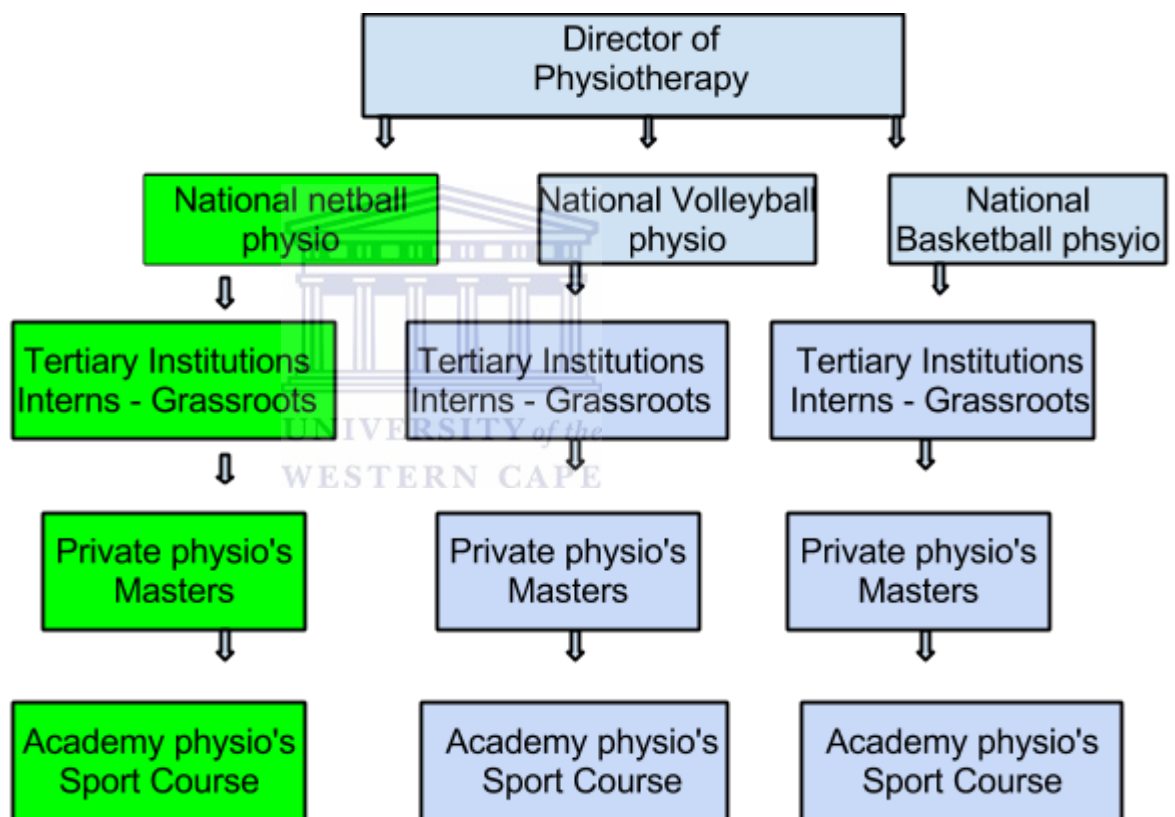 Director of
Physiotherapy
National netball
physio
National Volleyball
physio
National
Basketball phsyio
Tertiary Institutions
Interns - Grassroots
Tertiary Institutions
Interns - Grassroots
Tertiary Institutions
Interns - Grassroots
UNIVERSITY of the
WESTERN CAPE
Private physio's
Masters
Private physio's
Masters
Private physio's
Masters
Academy physio's
Sport Course
Academy physio's
Sport Course
Academy physio's
Sport Course